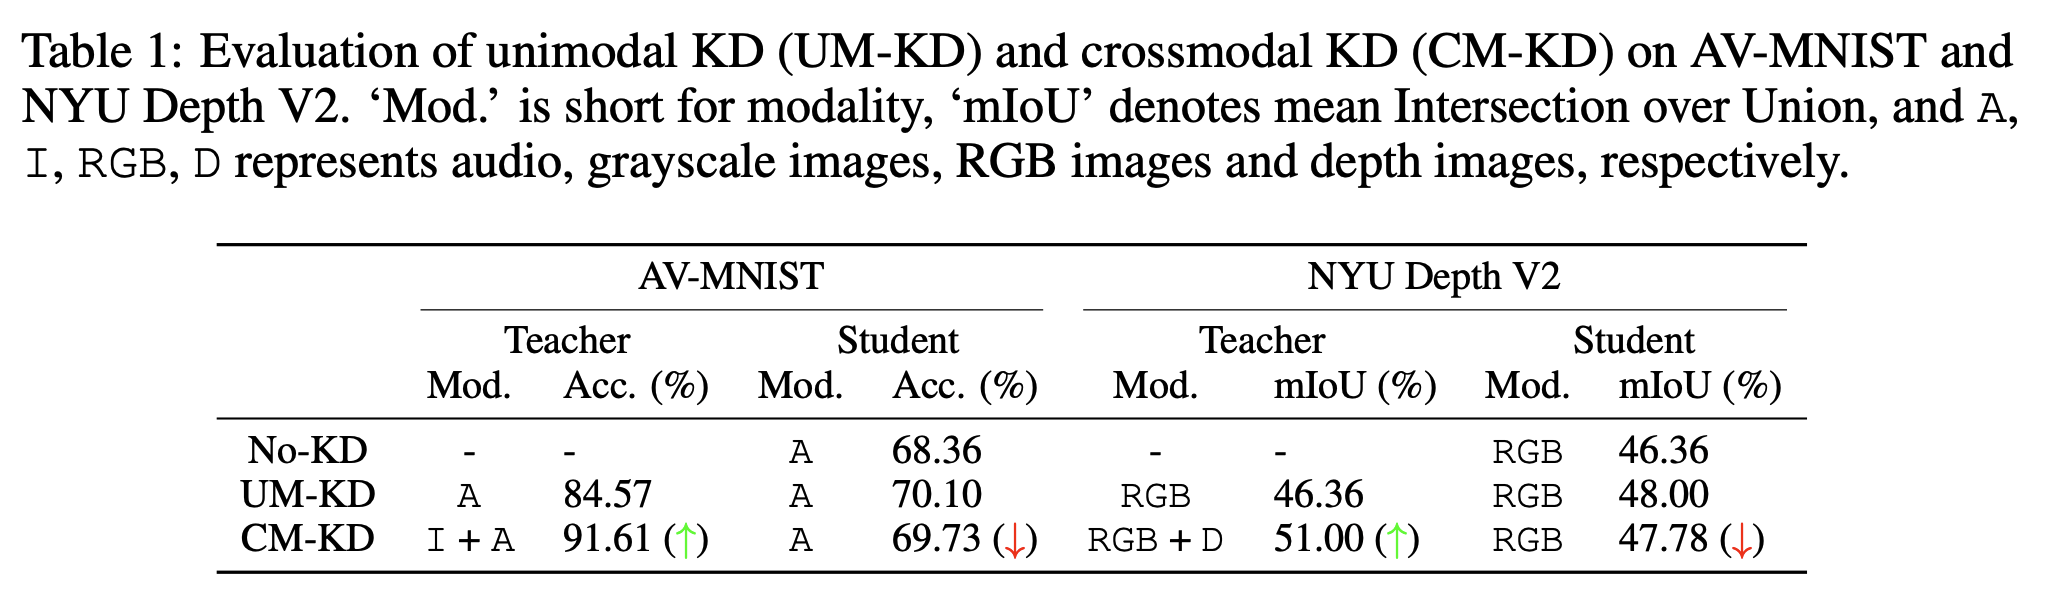 Table 1: Evaluation of unimodal KD (UM-KD) and crossmodal KD (CM-KD) on AV-MNIST and
NYU Depth V2. ‘Mod.’ is short for modality, ‘mIoU’ denotes mean Intersection over Union, and A,
I, RGB, D represents audio, grayscale images, RGB images and depth images, respectively.
AV-MNIST NYU Depth V2
Teacher Student Teacher Student
Mod. Acc. (%) Mod. Acc. (%) Mod. mIoU (%) Mod. mIoU (%)
No-KD - - A 68.36 - - RGB 46.36
UM-KD A 84.57 A 70.10 RGB 46.36 RGB 48.00
CM-KD I + A 91.61 (↑) A 69.73 (↓) RGB + D 51.00 (↑) RGB 47.78 (↓)